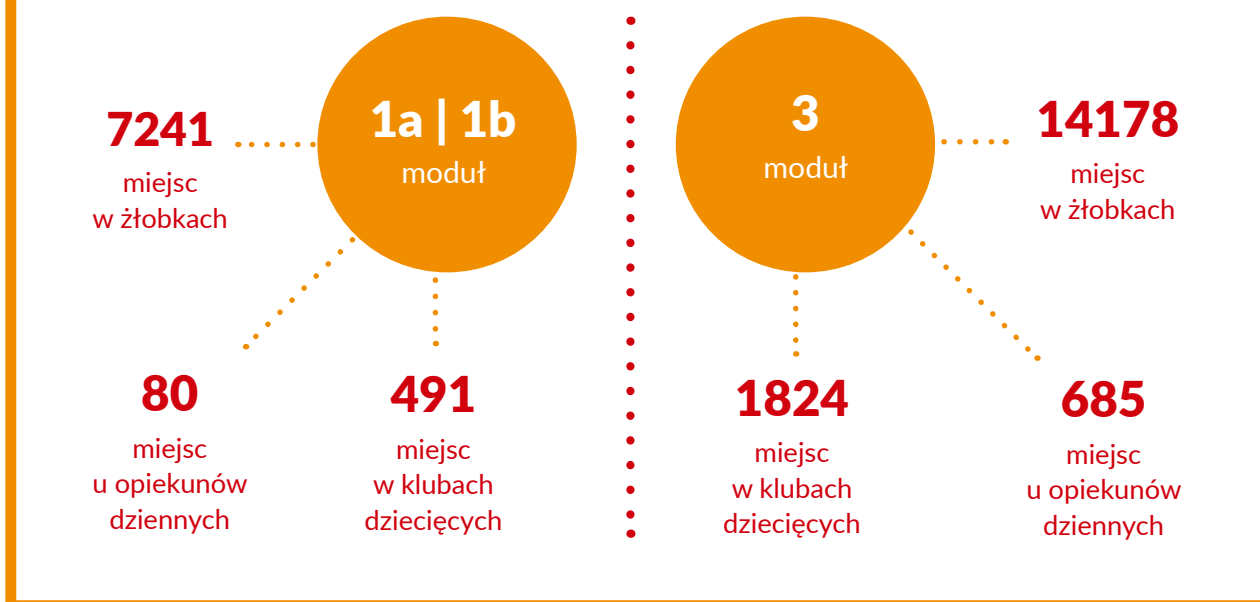 1a | 1b
moduł
7241
miejsc
w żłobkach
80
miejsc
u opiekunów
dziennych
491
miejsc
w klubach
dziecięcych
3
moduł
14178
miejsc
w żłobkach
1824
miejsc
w klubach
dziecięcych
685
miejsc
u opiekunów
dziennych